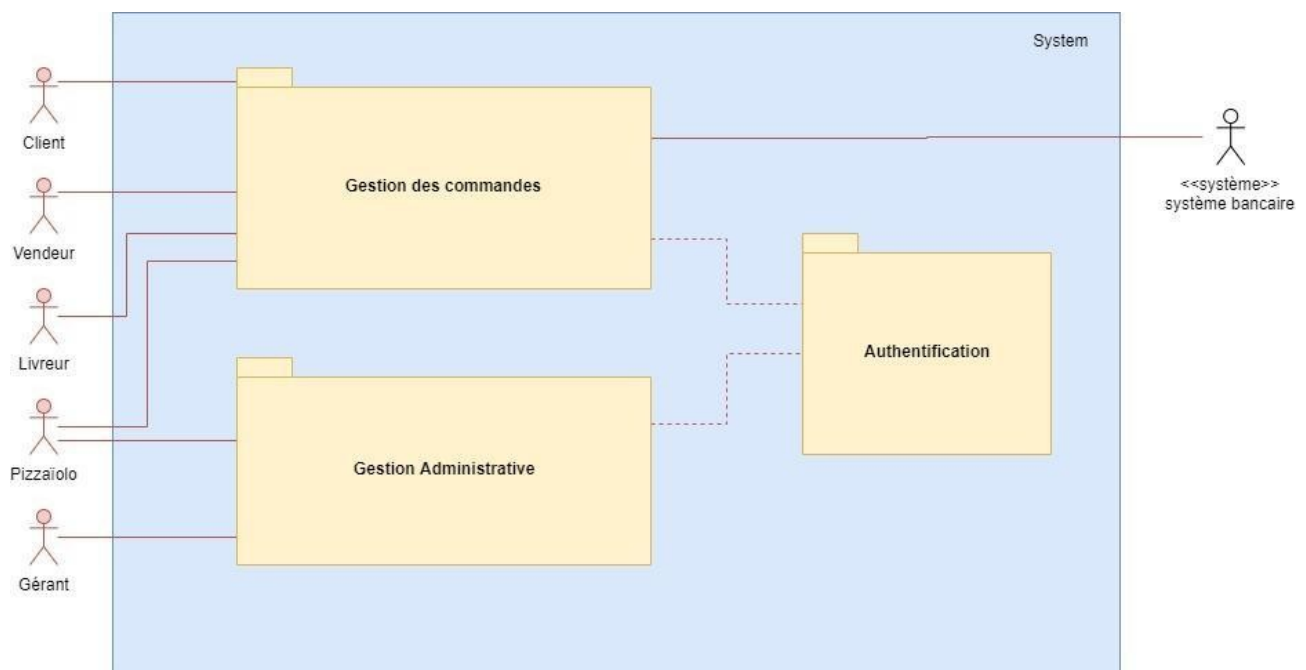 System
Client
Gestion des commandes
<<système>>
système bancaire
Vendeur
Livreur
Authentification
Pizzaïolo
Gestion Administrative
Gérant